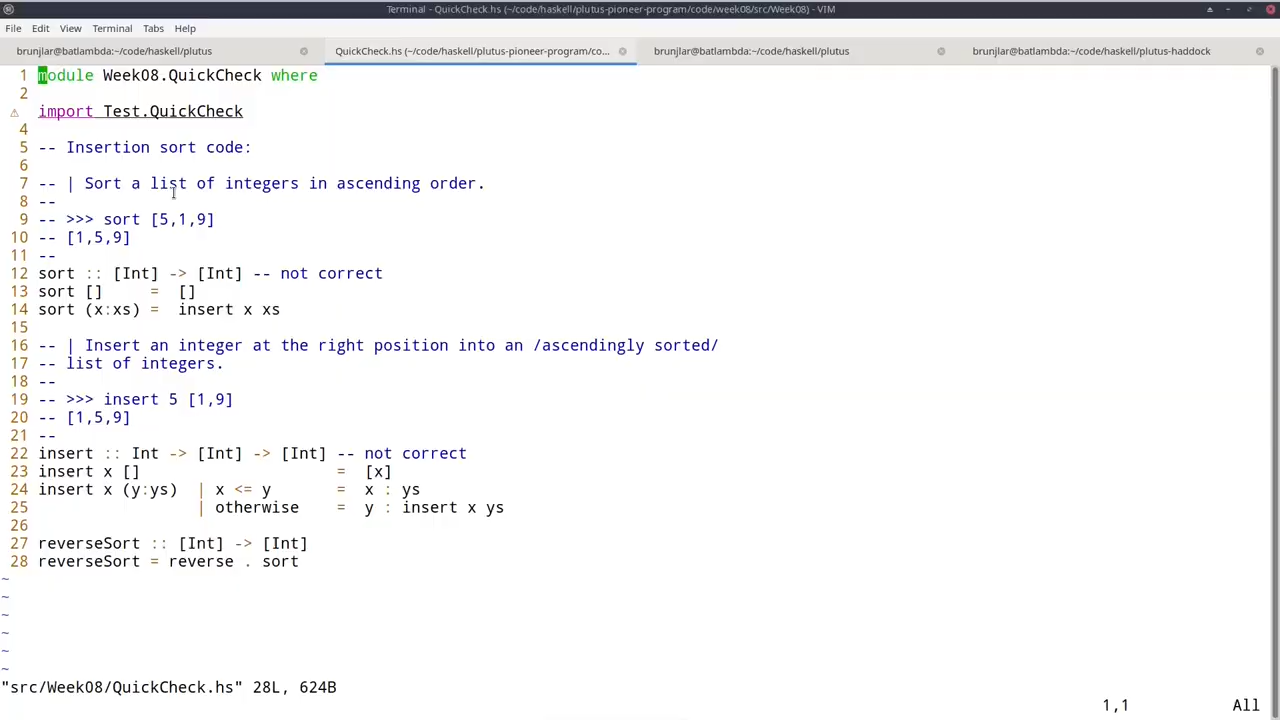 Terminal - QuickCheck.hs (~/code/haskell/plutus-pioneer-program/code/week08/src/Week08) - VIM
File Edit View Terminal Tabs Help
brunjlar@batlambda:~/code/haskell/plutus QuickCheck.hs (~/code/haskell/plutus-pioneer-program/co... brunjlar@batlambda:~/code/haskell/plutus brunjlar@batlambda:~/code/haskell/plutus-haddock
1 module Week08.QuickCheck where
2
⚠ import Test.QuickCheck
4
5 -- Insertion sort code:
6
7 -- | Sort a list of integers in ascending order.
8 --
9 -- >>> sort [5,1,9]
10 -- [1,5,9]
11 --
12 sort :: [Int] -> [Int] -- not correct
13 sort []     =  []
14 sort (x:xs) =  insert x xs
15
16 -- | Insert an integer at the right position into an /ascendingly sorted/
17 -- list of integers.
18 --
19 -- >>> insert 5 [1,9]
20 -- [1,5,9]
21 --
22 insert :: Int -> [Int] -> [Int] -- not correct
23 insert x []                     =  [x]
24 insert x (y:ys)  | x <= y       =  x : ys
25                  | otherwise    =  y : insert x ys
26
27 reverseSort :: [Int] -> [Int]
28 reverseSort = reverse . sort
~
~
~
~
~
~
"src/Week08/QuickCheck.hs" 28L, 624B
1,1 All